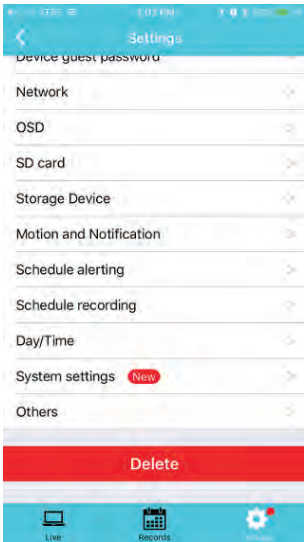 Settings
Device guest password
Network
OSD
SD card
Storage Device
Motion and Notification
Schedule alerting
Schedule recording
Day/Time
System settings New
Others
Delete
Live
Records